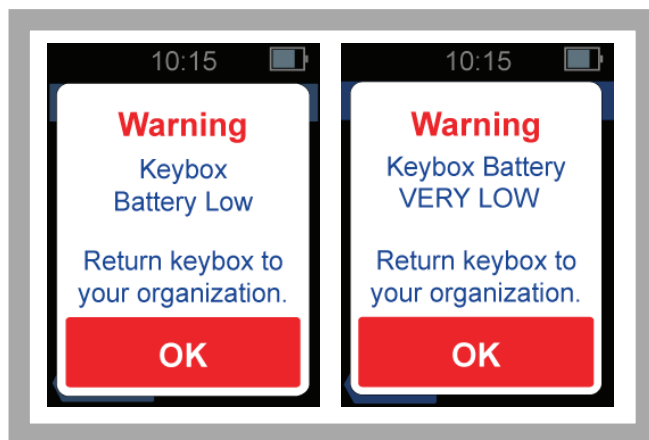 10:15
Warning
Keybox
Battery Low
Return keybox to
your organization.
OK
10:15
Warning
Keybox Battery
VERY LOW
Return keybox to
your organization.
OK